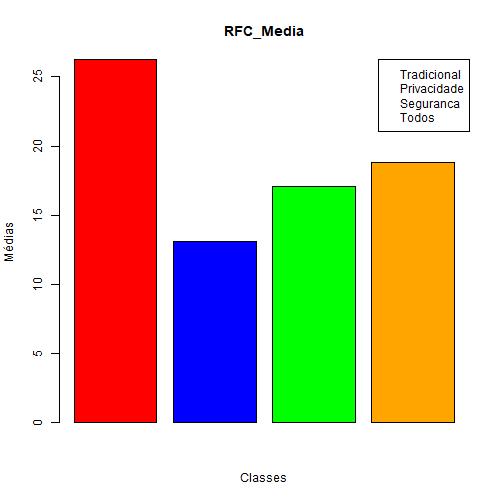 RFC_Media
Tradicional
Privacidade
Seguranca
Todos
25
20
15
10
5
0
Médias
Classes